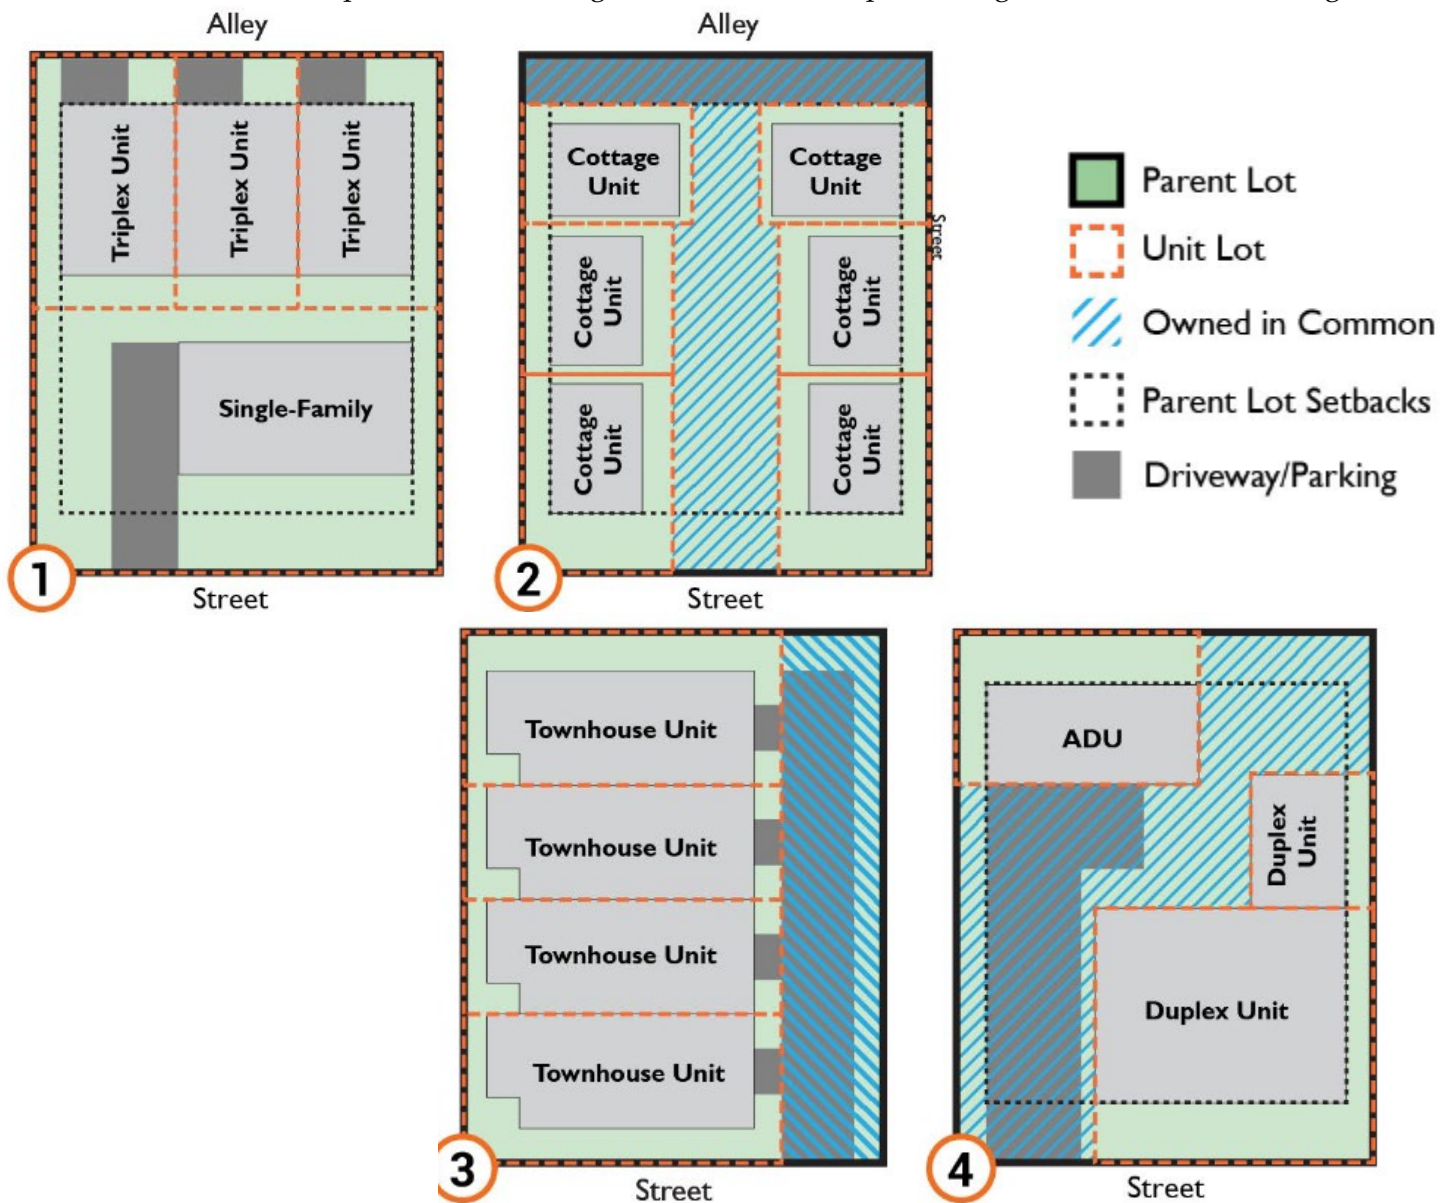 Alley
Alley
Triplex Unit
Triplex Unit
Triplex Unit
Single-Family
1
Street
Cottage
Unit
Cottage
Unit
Street
Cottage
Unit
Cottage
Unit
Cottage
Unit
Cottage
Unit
2
Street
Parent Lot
Unit Lot
Owned in Common
Parent Lot Setbacks
Driveway/Parking
Townhouse Unit
Townhouse Unit
Townhouse Unit
Townhouse Unit
3
Street
ADU
Duplex
Unit
Duplex Unit
4
Street